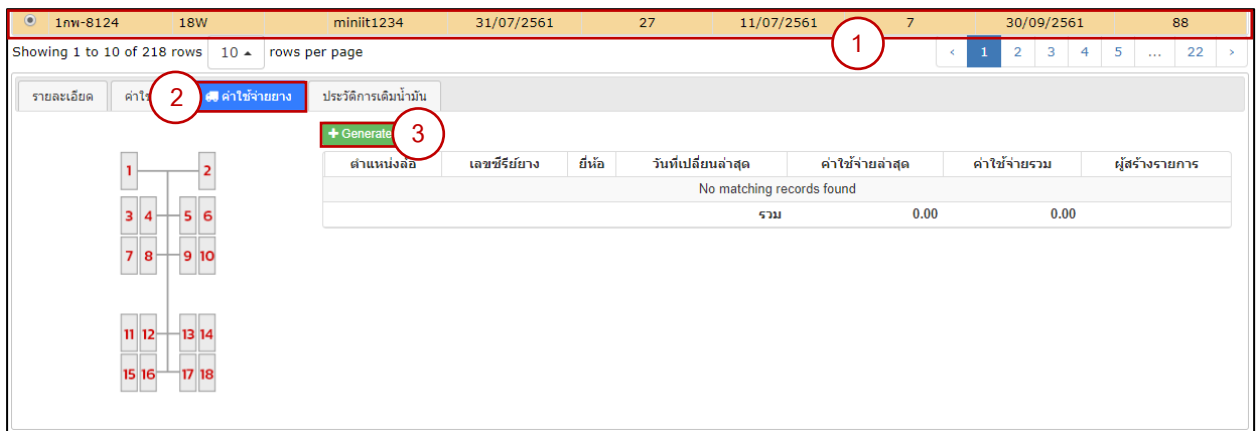 1กพ-8124 18W miniit1234 31/07/2561 27 11/07/2561 7 30/09/2561 88
1
Showing 1 to 10 of 218 rows 10 rows per page ‹ 1 2 3 4 5 ... 22 ›
รายละเอียด ค่าใช้ 2 ค่าใช้จ่ายยาง ประวัติการเติมน้ำมัน
+ Generate 3
ตำแหน่งล้อ เลขซีรีย์ยาง ยี่ห้อ วันที่เปลี่ยนล่าสุด ค่าใช้จ่ายล่าสุด ค่าใช้จ่ายรวม ผู้สร้างรายการ
No matching records found
รวม 0.00 0.00
1 2
3 4 5 6
7 8 9 10
11 12 13 14
15 16 17 18